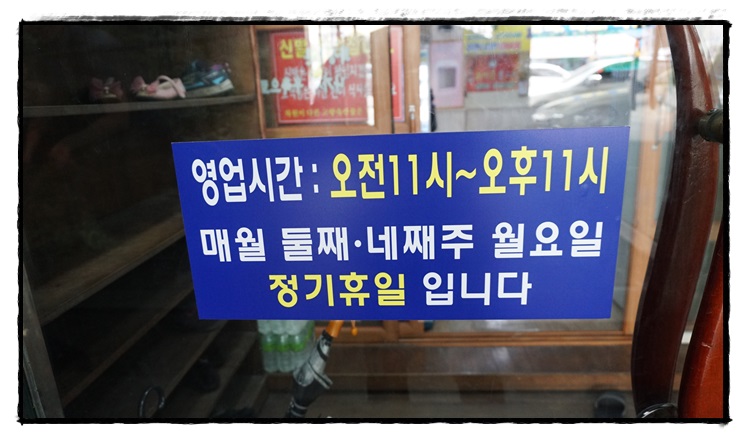 영업시간 : 오전11시~오후11시
매월 둘째·네째주 월요일
정기휴일 입니다